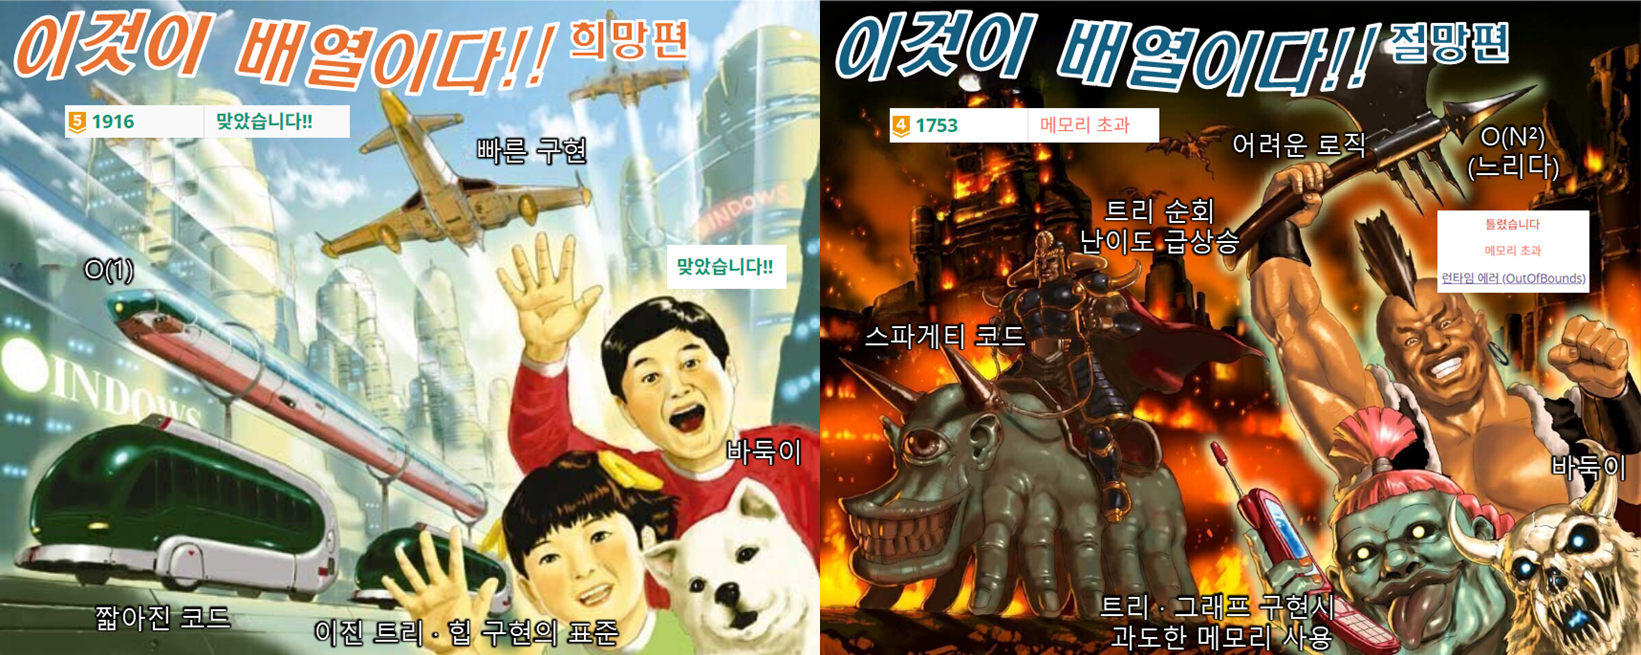 이것이 배열이다!! 희망편
5 1916 맞았습니다!!
빠른 구현
INDOWS
맞았습니다!!
O(1)
INDOWS
바둑이
짧아진 코드
이진 트리 · 힙 구현의 표준
이것이 배열이다!! 절망편
4 1753 메모리 초과
어려운 로직
O(N²)
(느리다)
트리 순회
난이도 급상승
틀렸습니다
메모리 초과
런타임 에러 (OutOfBounds)
스파게티 코드
바둑이
트리 · 그래프 구현시
과도한 메모리 사용